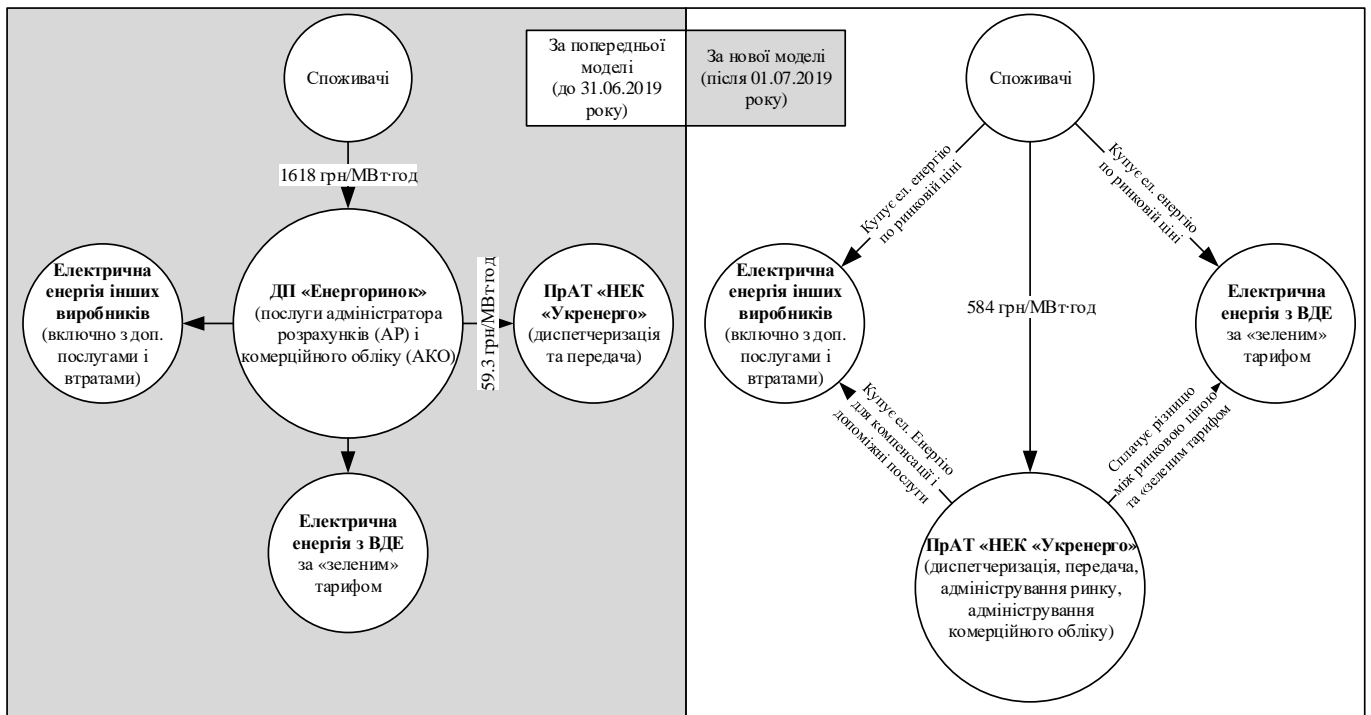 Споживачі
За попередньої
моделі
(до 31.06.2019
року)
За нової моделі
(після 01.07.2019
року)
1618 грн/МВт·год
Електрична
енергія інших
виробників
(включно з доп.
послугами і
втратами)
ДП «Енергоринок»
(послуги адміністратора
розрахунків (АР) і
комерційного обліку (АКО)
59.3 грн/МВт·год
ПрАТ «НЕК
«Укренерго»
(диспетчеризація
та передача)
Електрична
енергія з ВДЕ
за «зеленим»
тарифом
Споживачі
Купує ел. енергію
по ринковій ціні
Купує ел. енергію
по ринковій ціні
584 грн/МВт·год
Електрична
енергія інших
виробників
(включно з доп.
послугами і
втратами)
Електрична
енергія з ВДЕ
за «зеленим»
тарифом
Купує ел. Енергію
для компенсації і
допоміжні послуги
Сплачує різницю
між ринковою ціною
та «зеленим тарифом
ПрАТ «НЕК «Укренерго»
(диспетчеризація, передача,
адміністрування ринку,
адміністрування
комерційного обліку)